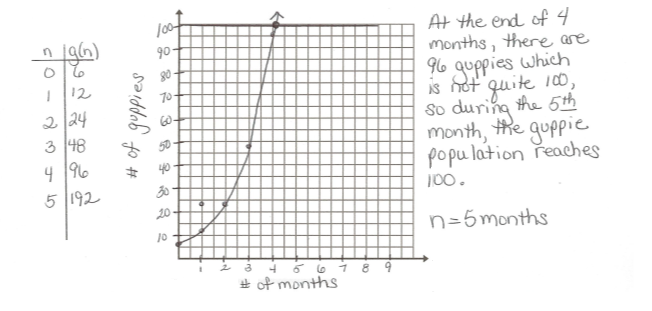 n g(n)
0 6
1 12
2 24
3 48
4 96
5 192
# of guppies
100
90
80
70
60
50
40
30
20
10
1 2 3 4 5 6 7 8 9
# of months
At the end of 4
months, there are
96 guppies which
is not quite 100,
so during the 5th
month, the guppie
population reaches
100.
n=5 months